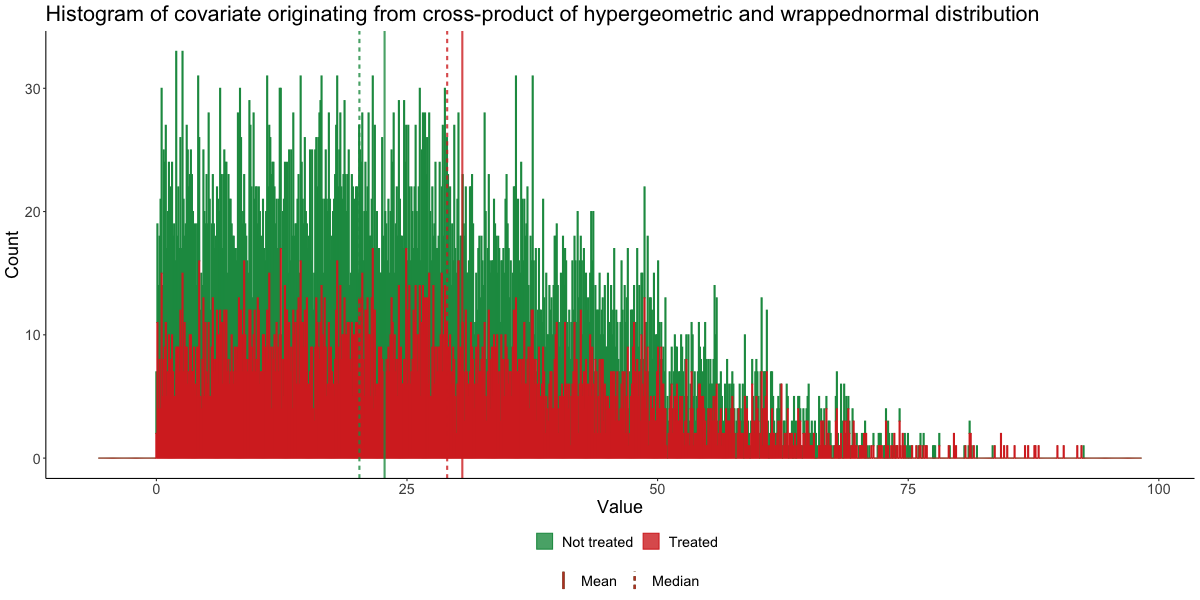 Histogram of covariate originating from cross-product of hypergeometric and wrappednormal distribution
Count
30
20
10
0
0 25 50 75 100
Value
Not treated Treated
Mean Median